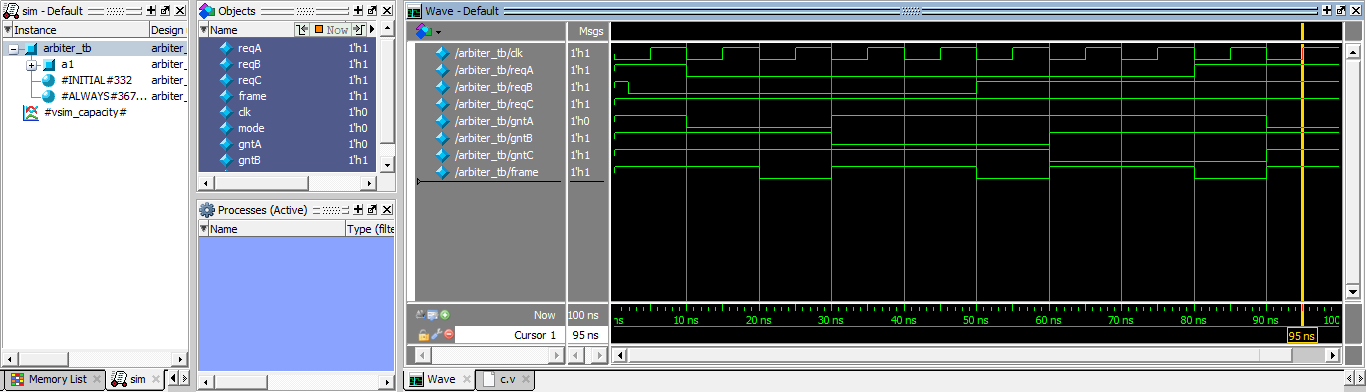 sim - Default
Instance Design
arbiter_tb arbiter_
a1 arbiter_
#INITIAL#332 arbiter_
#ALWAYS#367... arbiter_
#vsim_capacity#
Memory List sim
Objects
Name Now
reqA 1'h1
reqB 1'h1
reqC 1'h1
frame 1'h1
clk 1'h0
mode 1'h0
gntA 1'h0
gntB 1'h1
Processes (Active)
Name Type (filte
Wave - Default
Msgs
/arbiter_tb/clk 1'h1
/arbiter_tb/reqA 1'h1
/arbiter_tb/reqB 1'h1
/arbiter_tb/reqC 1'h1
/arbiter_tb/gntA 1'h0
/arbiter_tb/gntB 1'h1
/arbiter_tb/gntC 1'h1
/arbiter_tb/frame 1'h1
Now 100 ns ns 10 ns 20 ns 30 ns 40 ns 50 ns 60 ns 70 ns 80 ns 90 ns 100
Cursor 1 95 ns 95 ns
Wave c.v